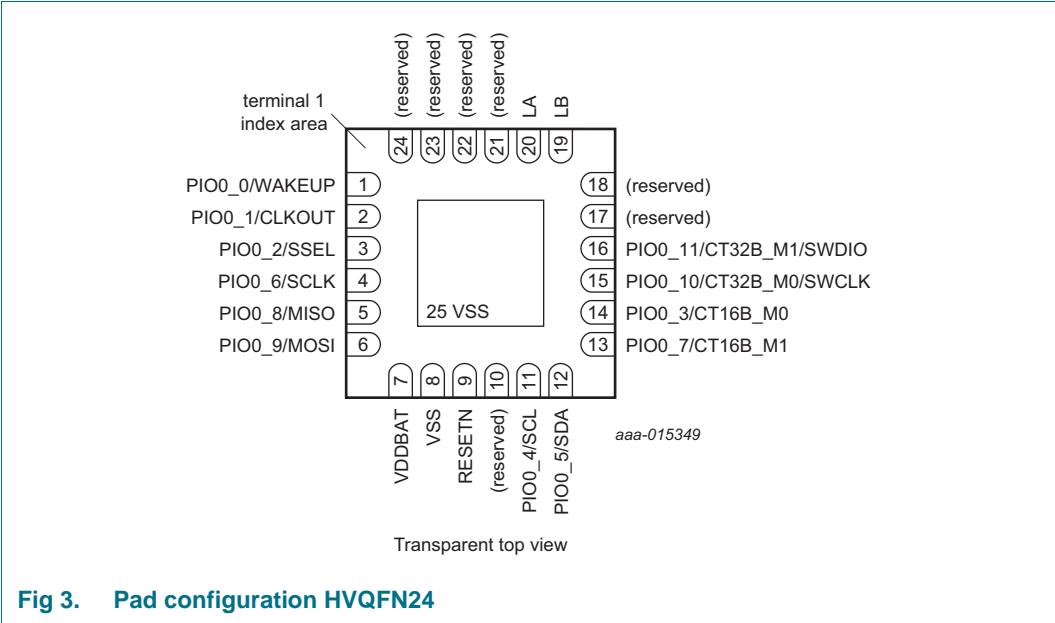 (reserved)
(reserved)
(reserved)
(reserved)
LA
LB
terminal 1
index area
24
23
22
21
20
19
PIO0_0/WAKEUP 1
PIO0_1/CLKOUT 2
PIO0_2/SSEL 3
PIO0_6/SCLK 4
PIO0_8/MISO 5
PIO0_9/MOSI 6
18 (reserved)
17 (reserved)
16 PIO0_11/CT32B_M1/SWDIO
15 PIO0_10/CT32B_M0/SWCLK
14 PIO0_3/CT16B_M0
13 PIO0_7/CT16B_M1
25 VSS
7
8
9
10
11
12
VDDBAT
VSS
RESETN
(reserved)
PIO0_4/SCL
PIO0_5/SDA
aaa-015349
Transparent top view
Fig 3. Pad configuration HVQFN24